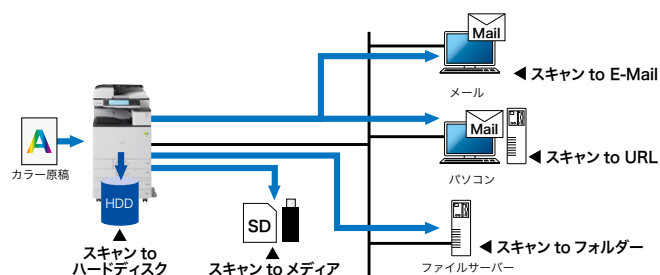 Mail
◀ スキャン to E-Mail
メール
A
カラー原稿
Mail
◀ スキャン to URL
パソコン
HDD
SD
▲
スキャン to
ハードディスク
▲
スキャン to メディア
◀ スキャン to フォルダー
ファイルサーバー